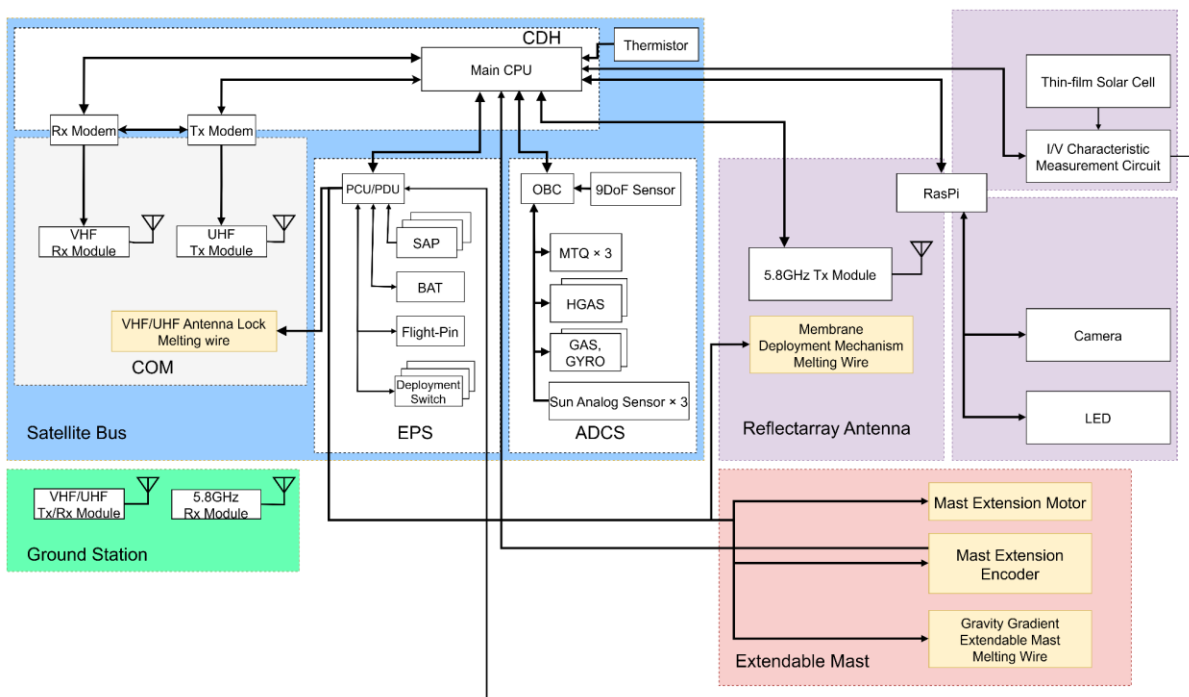 CDH
Thermistor
Main CPU
Thin-film Solar Cell
Rx Modem
Tx Modem
I/V Characteristic
Measurement Circuit
PCU/PDU
OBC
9DoF Sensor
RasPi
VHF
Rx Module
UHF
Tx Module
SAP
MTQ × 3
5.8GHz Tx Module
BAT
HGAS
VHF/UHF Antenna Lock
Melting wire
Flight-Pin
GAS,
GYRO
Membrane
Deployment Mechanism
Melting Wire
Camera
COM
Deployment
Switch
Sun Analog Sensor × 3
LED
Satellite Bus
EPS
ADCS
Reflectarray Antenna
VHF/UHF
Tx/Rx Module
5.8GHz
Rx Module
Mast Extension Motor
Ground Station
Mast Extension
Encoder
Gravity Gradient
Extendable Mast
Melting Wire
Extendable Mast